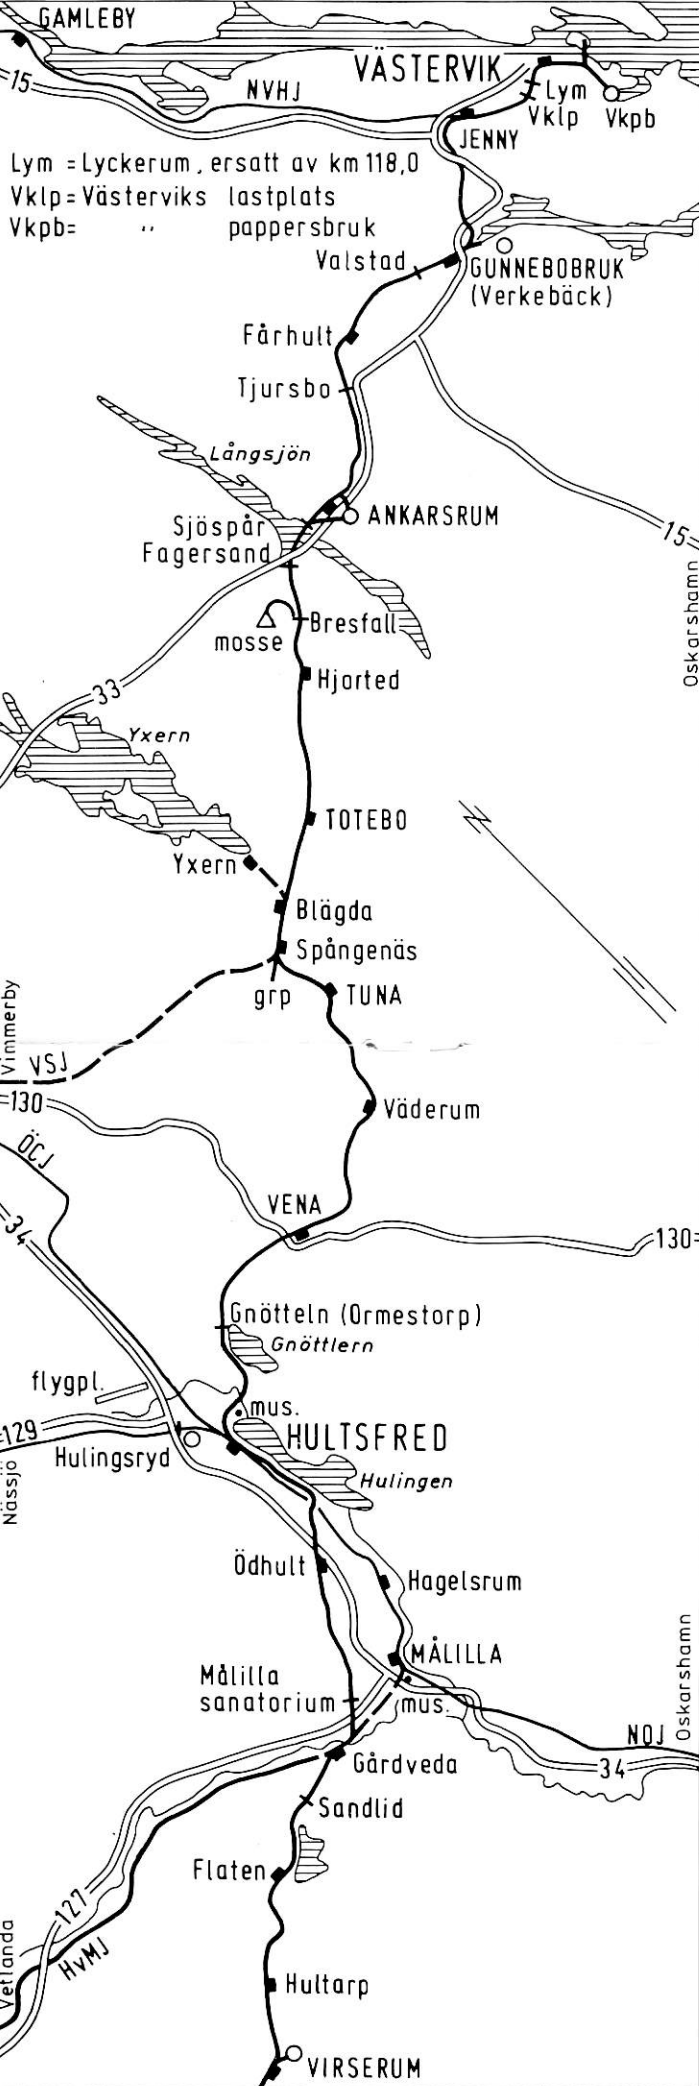 GAMLEBY
15
NVHJ
VÄSTERVIK
Lym
Vklp
Vkpb
JENNY
Lym = Lyckerum, ersatt av km 118,0
Vklp= Västerviks lastplats
Vkpb= " pappersbruk
Valstad
GUNNEBOBRUK
(Verkebäck)
Fårhult
Tjursbo
Långsjön
ANKARSRUM
Sjöspår
Fagersand
15
Oskarshamn
Bresfall
mosse
Hjorted
33
Yxern
TOTEBO
Yxern
Blägda
Spångenäs
grp
TUNA
Vimmerby
VSJ
130
Väderum
ÖCJ
VENA
34
130
Gnötteln (Ormestorp)
Gnöttlern
flygpl.
mus.
129
HULTSFRED
Hulingsryd
Nässjö
Hulingen
Ödhult
Hagelsrum
MÅLILLA
Målilla
sanatorium
mus.
Oskarshamn
NOJ
34
Gårdveda
Sandlid
Flaten
127
HvMJ
Vetlanda
Hultarp
VIRSERUM